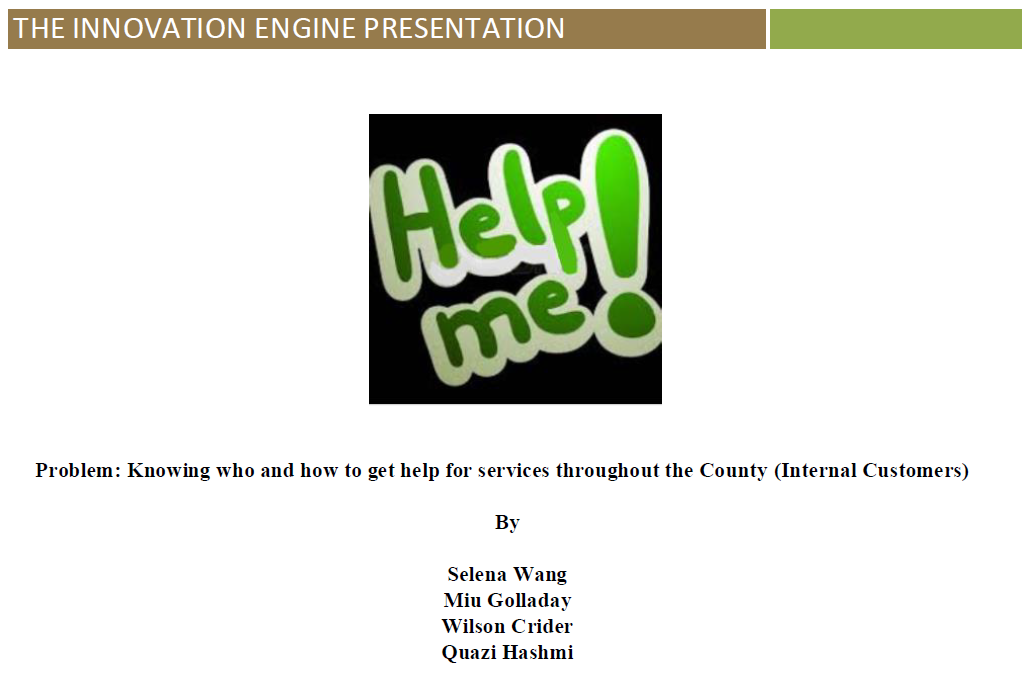 THE INNOVATION ENGINE PRESENTATION
Help
me!
Problem: Knowing who and how to get help for services throughout the County (Internal Customers)
By
Selena Wang
Miu Golladay
Wilson Crider
Quazi Hashmi